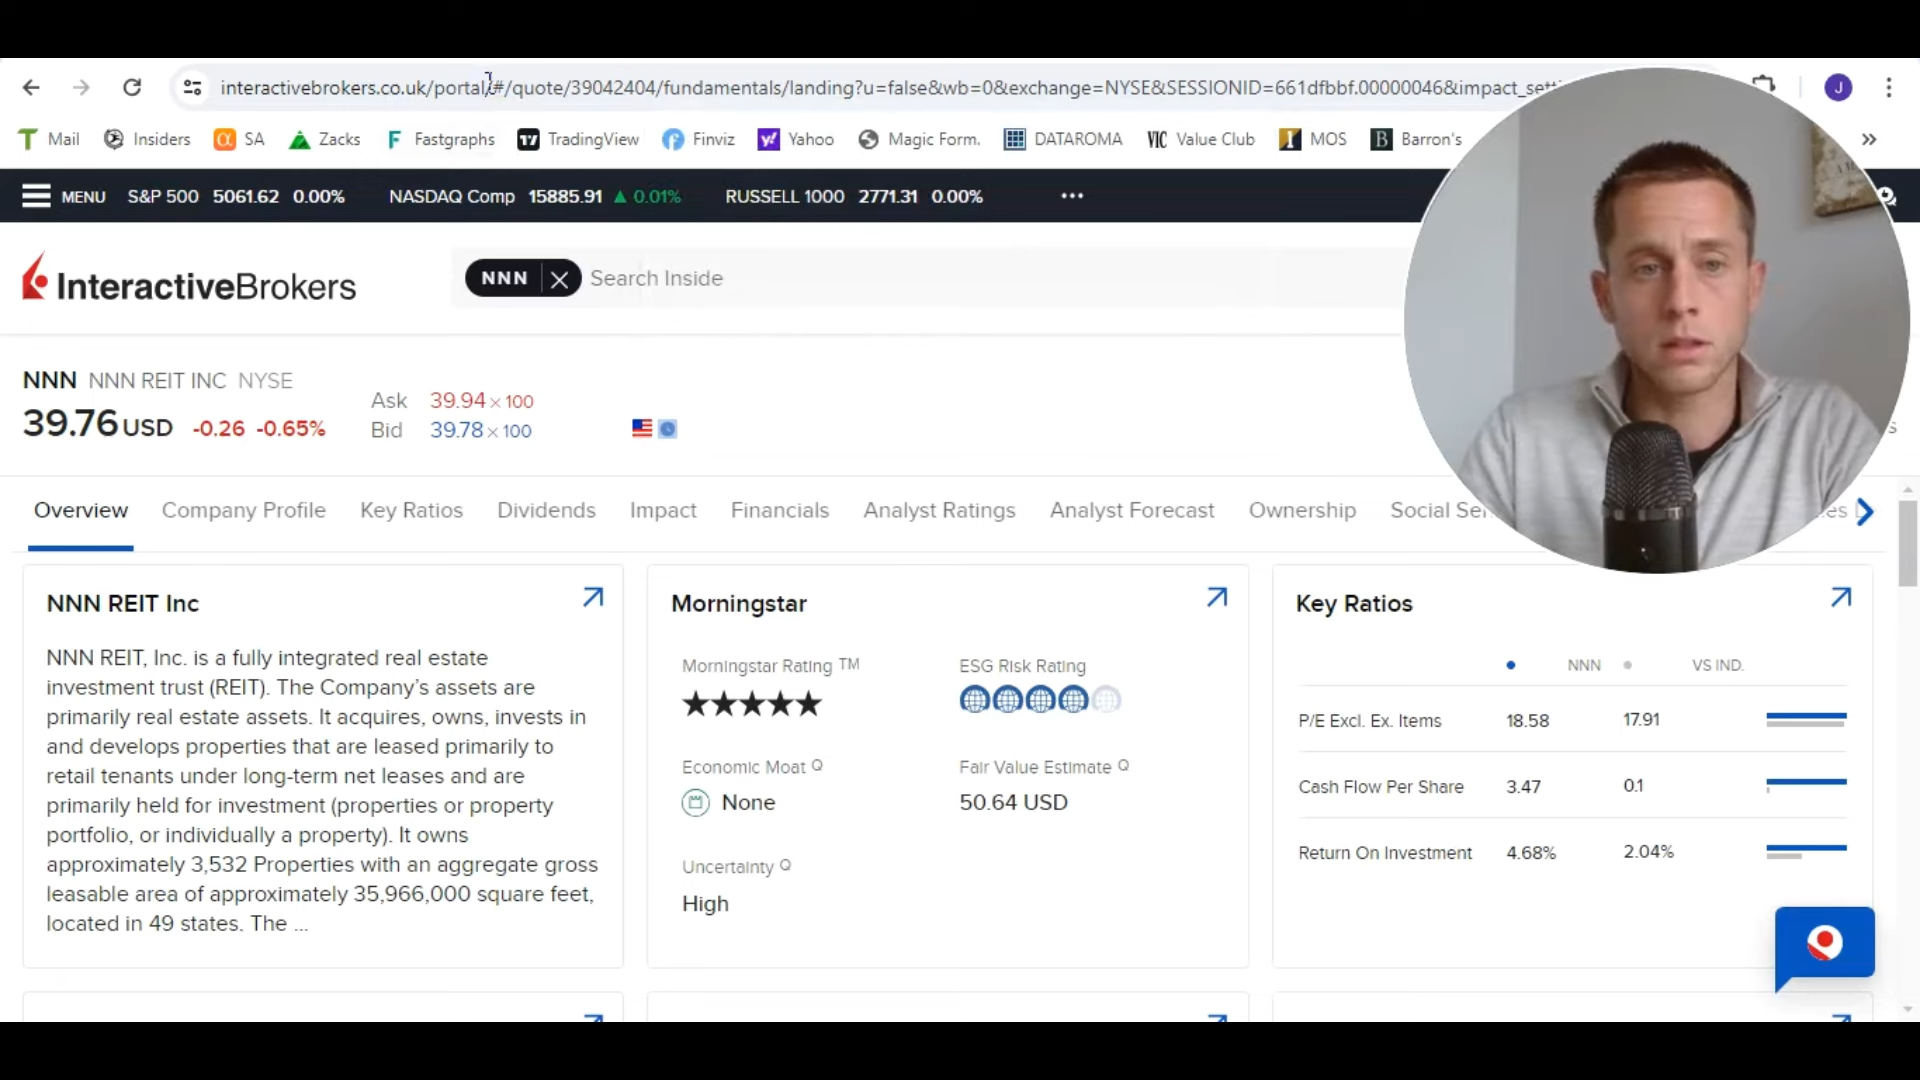 interactivebrokers.co.uk/portal/#/quote/39042404/fundamentals/landing?u=false&wb=0&exchange=NYSE&SESSIONID=661dfbbf.00000046&impact_sett
J
Mail Insiders SA Zacks Fastgraphs TradingView Finviz Yahoo Magic Form. DATAROMA VIC Value Club MOS Barron's »
MENU S&P 500 5061.62 0.00% NASDAQ Comp 15885.91 ▲ 0.01% RUSSELL 1000 2771.31 0.00% •••
InteractiveBrokers
NNN Search Inside
NNN NNN REIT INC NYSE
39.76 USD -0.26 -0.65%
Ask 39.94 × 100
Bid 39.78 × 100
Overview Company Profile Key Ratios Dividends Impact Financials Analyst Ratings Analyst Forecast Ownership Social Se
NNN REIT Inc
NNN REIT, Inc. is a fully integrated real estate
investment trust (REIT). The Company's assets are
primarily real estate assets. It acquires, owns, invests in
and develops properties that are leased primarily to
retail tenants under long-term net leases and are
primarily held for investment (properties or property
portfolio, or individually a property). It owns
approximately 3,532 Properties with an aggregate gross
leasable area of approximately 35,966,000 square feet,
located in 49 states. The ...
Morningstar
Morningstar Rating TM ESG Risk Rating
Economic Moat Fair Value Estimate
None 50.64 USD
Uncertainty
High
Key Ratios
NNN VS IND.
P/E Excl. Ex. Items 18.58 17.91
Cash Flow Per Share 3.47 0.1
Return On Investment 4.68% 2.04%